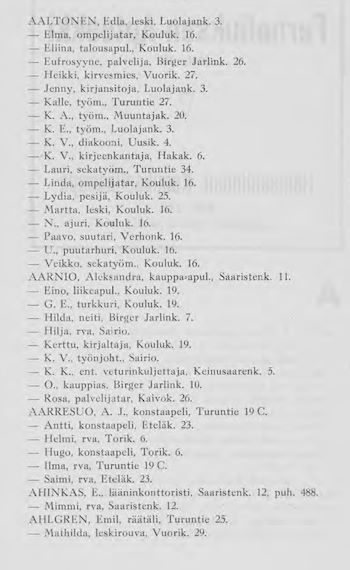 AALTONEN, Edla, leski, Luolajank. 3.
— Elma, ompelijatar, Kouluk. 16.
— Eliina, talousapul., Kouluk. 16.
— Eufrosyyne, palvelija, Birger Jarlink. 26.
— Heikki, kirvesmies, Vuorik. 27.
— Jenny, kirjansitoja, Luolajank. 3.
— Kalle, työm., Turuntie 27.
— K. A., työm., Muuntajak. 20.
— K. E., työm., Luolajank. 3.
— K. V., diakooni, Uusik. 4.
— K. V., kirjeenkantaja, Hakak. 6.
— Lauri, sekatyöm., Turuntie 34.
— Linda, ompelijatar, Kouluk. 16.
— Lydia, pesijä, Kouluk. 25.
— Martta, leski, Kouluk. 16.
— N., ajuri, Kouluk. 16.
— Paavo, suutari, Verhonk. 16.
— U., puutarhuri, Kouluk. 16.
— Veikko, sekatyöm., Kouluk. 16.
AARNIO, Aleksandra, kauppa-apul., Saaristenk. 11.
— Eino, liikeapul., Kouluk. 19.
— G. E., turkkuri, Kouluk. 19.
— Hilda, neiti, Birger Jarlink. 7.
— Hilja, rva, Sairio.
— Kerttu, kirjaltaja, Kouluk. 19.
— K. V., työnjoht., Sairio.
— K. K., ent. veturinkuljettaja, Keinusaarenk. 5.
— O., kauppias, Birger Jarlink. 10.
— Rosa, palvelijatar, Kaivok. 26.
AARRESUO, A. J., konstaapeli, Turuntie 19 C.
— Antti, konstaapeli, Eteläk. 23.
— Helmi, rva, Torik. 6.
— Hugo, konstaapeli, Torik. 6.
— Ilma, rva, Turuntie 19 C.
— Saimi, rva, Eteläk. 23.
AHINKAS, E., lääninkonttoristi, Saaristenk. 12, puh. 488.
— Mimmi, rva, Saaristenk. 12.
AHLGREN, Emil, räätäli, Turuntie 25.
— Mathilda, leskirouva, Vuorik. 29.